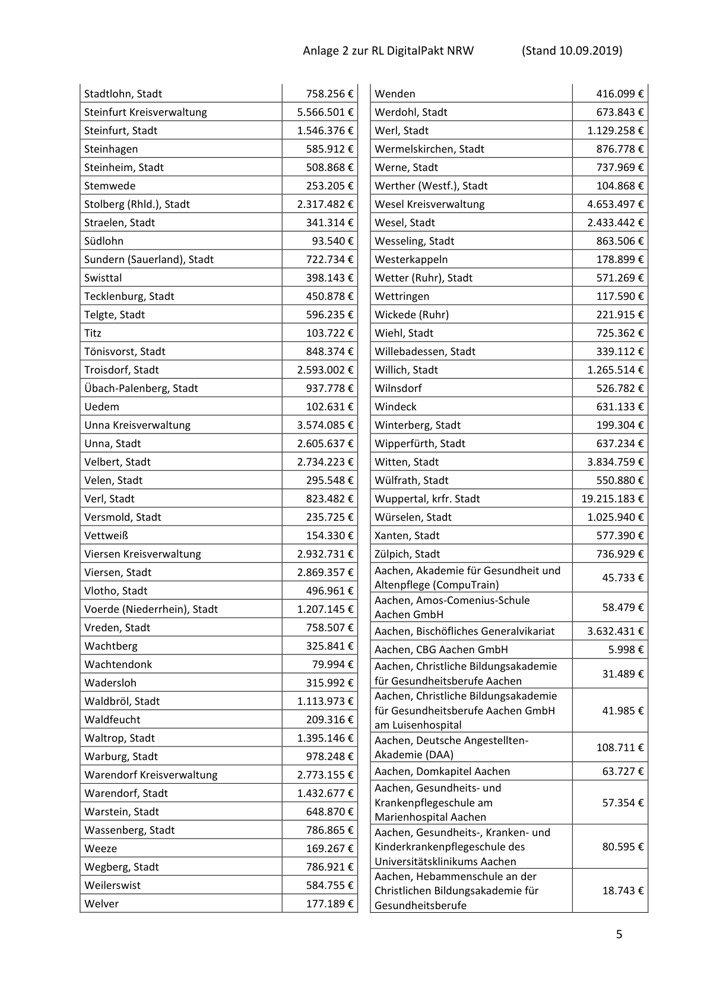 Anlage 2 zur RL DigitalPakt NRW (Stand 10.09.2019)
Stadtlohn, Stadt 758.256 €
Steinfurt Kreisverwaltung 5.566.501 €
Steinfurt, Stadt 1.546.376 €
Steinhagen 585.912 €
Steinheim, Stadt 508.868 €
Stemwede 253.205 €
Stolberg (Rhld.), Stadt 2.317.482 €
Straelen, Stadt 341.314 €
Südlohn 93.540 €
Sundern (Sauerland), Stadt 722.734 €
Swisttal 398.143 €
Tecklenburg, Stadt 450.878 €
Telgte, Stadt 596.235 €
Titz 103.722 €
Tönisvorst, Stadt 848.374 €
Troisdorf, Stadt 2.593.002 €
Übach-Palenberg, Stadt 937.778 €
Uedem 102.631 €
Unna Kreisverwaltung 3.574.085 €
Unna, Stadt 2.605.637 €
Velbert, Stadt 2.734.223 €
Velen, Stadt 295.548 €
Verl, Stadt 823.482 €
Versmold, Stadt 235.725 €
Vettweiß 154.330 €
Viersen Kreisverwaltung 2.932.731 €
Viersen, Stadt 2.869.357 €
Vlotho, Stadt 496.961 €
Voerde (Niederrhein), Stadt 1.207.145 €
Vreden, Stadt 758.507 €
Wachtberg 325.841 €
Wachtendonk 79.994 €
Wadersloh 315.992 €
Waldbröl, Stadt 1.113.973 €
Waldfeucht 209.316 €
Waltrop, Stadt 1.395.146 €
Warburg, Stadt 978.248 €
Warendorf Kreisverwaltung 2.773.155 €
Warendorf, Stadt 1.432.677 €
Warstein, Stadt 648.870 €
Wassenberg, Stadt 786.865 €
Weeze 169.267 €
Wegberg, Stadt 786.921 €
Weilerswist 584.755 €
Welver 177.189 €
Wenden 416.099 €
Werdohl, Stadt 673.843 €
Werl, Stadt 1.129.258 €
Wermelskirchen, Stadt 876.778 €
Werne, Stadt 737.969 €
Werther (Westf.), Stadt 104.868 €
Wesel Kreisverwaltung 4.653.497 €
Wesel, Stadt 2.433.442 €
Wesseling, Stadt 863.506 €
Westerkappeln 178.899 €
Wetter (Ruhr), Stadt 571.269 €
Wettringen 117.590 €
Wickede (Ruhr) 221.915 €
Wiehl, Stadt 725.362 €
Willebadessen, Stadt 339.112 €
Willich, Stadt 1.265.514 €
Wilnsdorf 526.782 €
Windeck 631.133 €
Winterberg, Stadt 199.304 €
Wipperfürth, Stadt 637.234 €
Witten, Stadt 3.834.759 €
Wülfrath, Stadt 550.880 €
Wuppertal, krfr. Stadt 19.215.183 €
Würselen, Stadt 1.025.940 €
Xanten, Stadt 577.390 €
Zülpich, Stadt 736.929 €
Aachen, Akademie für Gesundheit und
Altenpflege (CompuTrain) 45.733 €
Aachen, Amos-Comenius-Schule
Aachen GmbH 58.479 €
Aachen, Bischöfliches Generalvikariat 3.632.431 €
Aachen, CBG Aachen GmbH 5.998 €
Aachen, Christliche Bildungsakademie
für Gesundheitsberufe Aachen 31.489 €
Aachen, Christliche Bildungsakademie
für Gesundheitsberufe Aachen GmbH 41.985 €
am Luisenhospital
Aachen, Deutsche Angestellten-
Akademie (DAA) 108.711 €
Aachen, Domkapitel Aachen 63.727 €
Aachen, Gesundheits- und
Krankenpflegeschule am 57.354 €
Marienhospital Aachen
Aachen, Gesundheits-, Kranken- und
Kinderkrankenpflegeschule des 80.595 €
Universitätsklinikums Aachen
Aachen, Hebammenschule an der
Christlichen Bildungsakademie für 18.743 €
Gesundheitsberufe
5